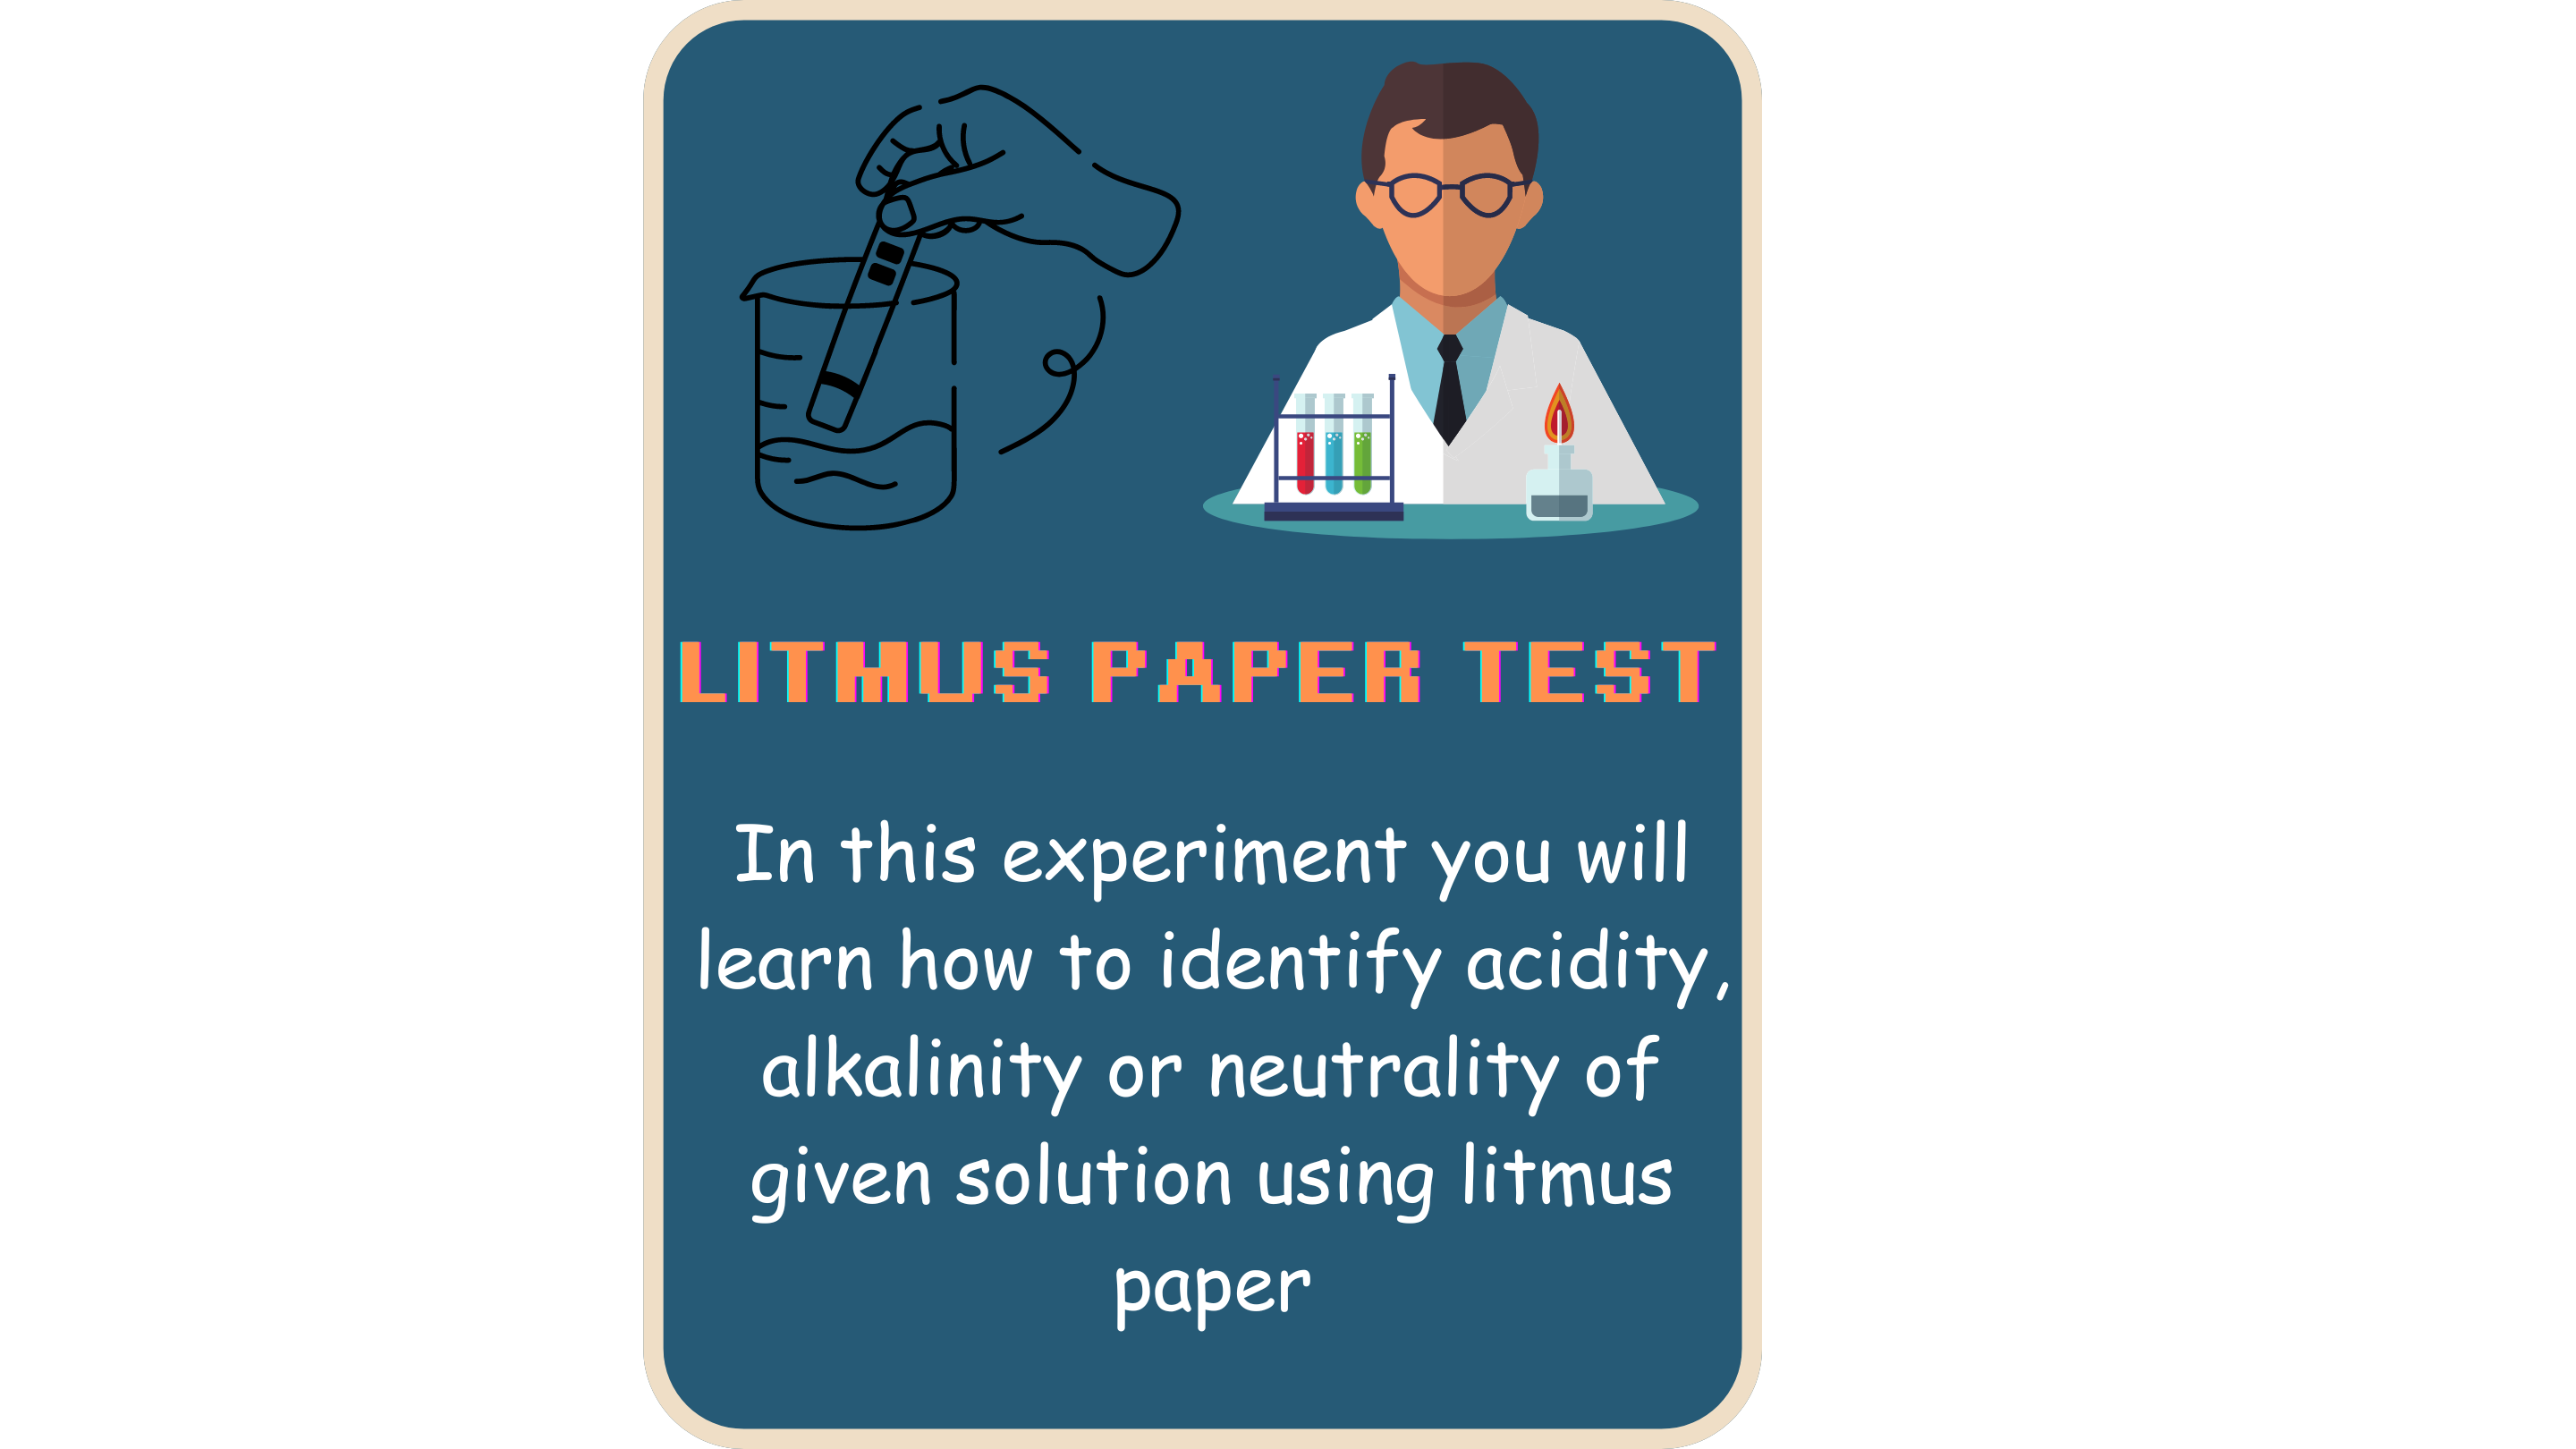 LITMUS PAPER TEST
In this experiment you will
learn how to identify acidity,
alkalinity or neutrality of
given solution using litmus
paper